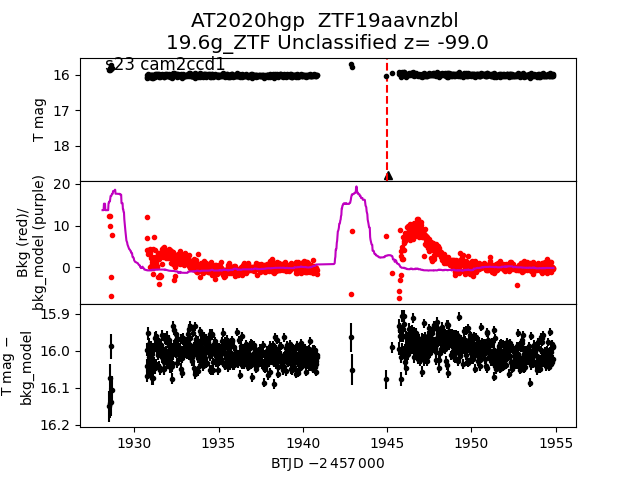 AT2020hgp ZTF19aavnzbl
19.6g_ZTF Unclassified z= -99.0
s23 cam2ccd1
16
17
18
T mag
20
10
0
Bkg (red)/
bkg_model (purple)
15.9
16.0
16.1
16.2
T mag −
bkg_model
1930
1935
1940
1945
1950
1955
BTJD −2 457 000